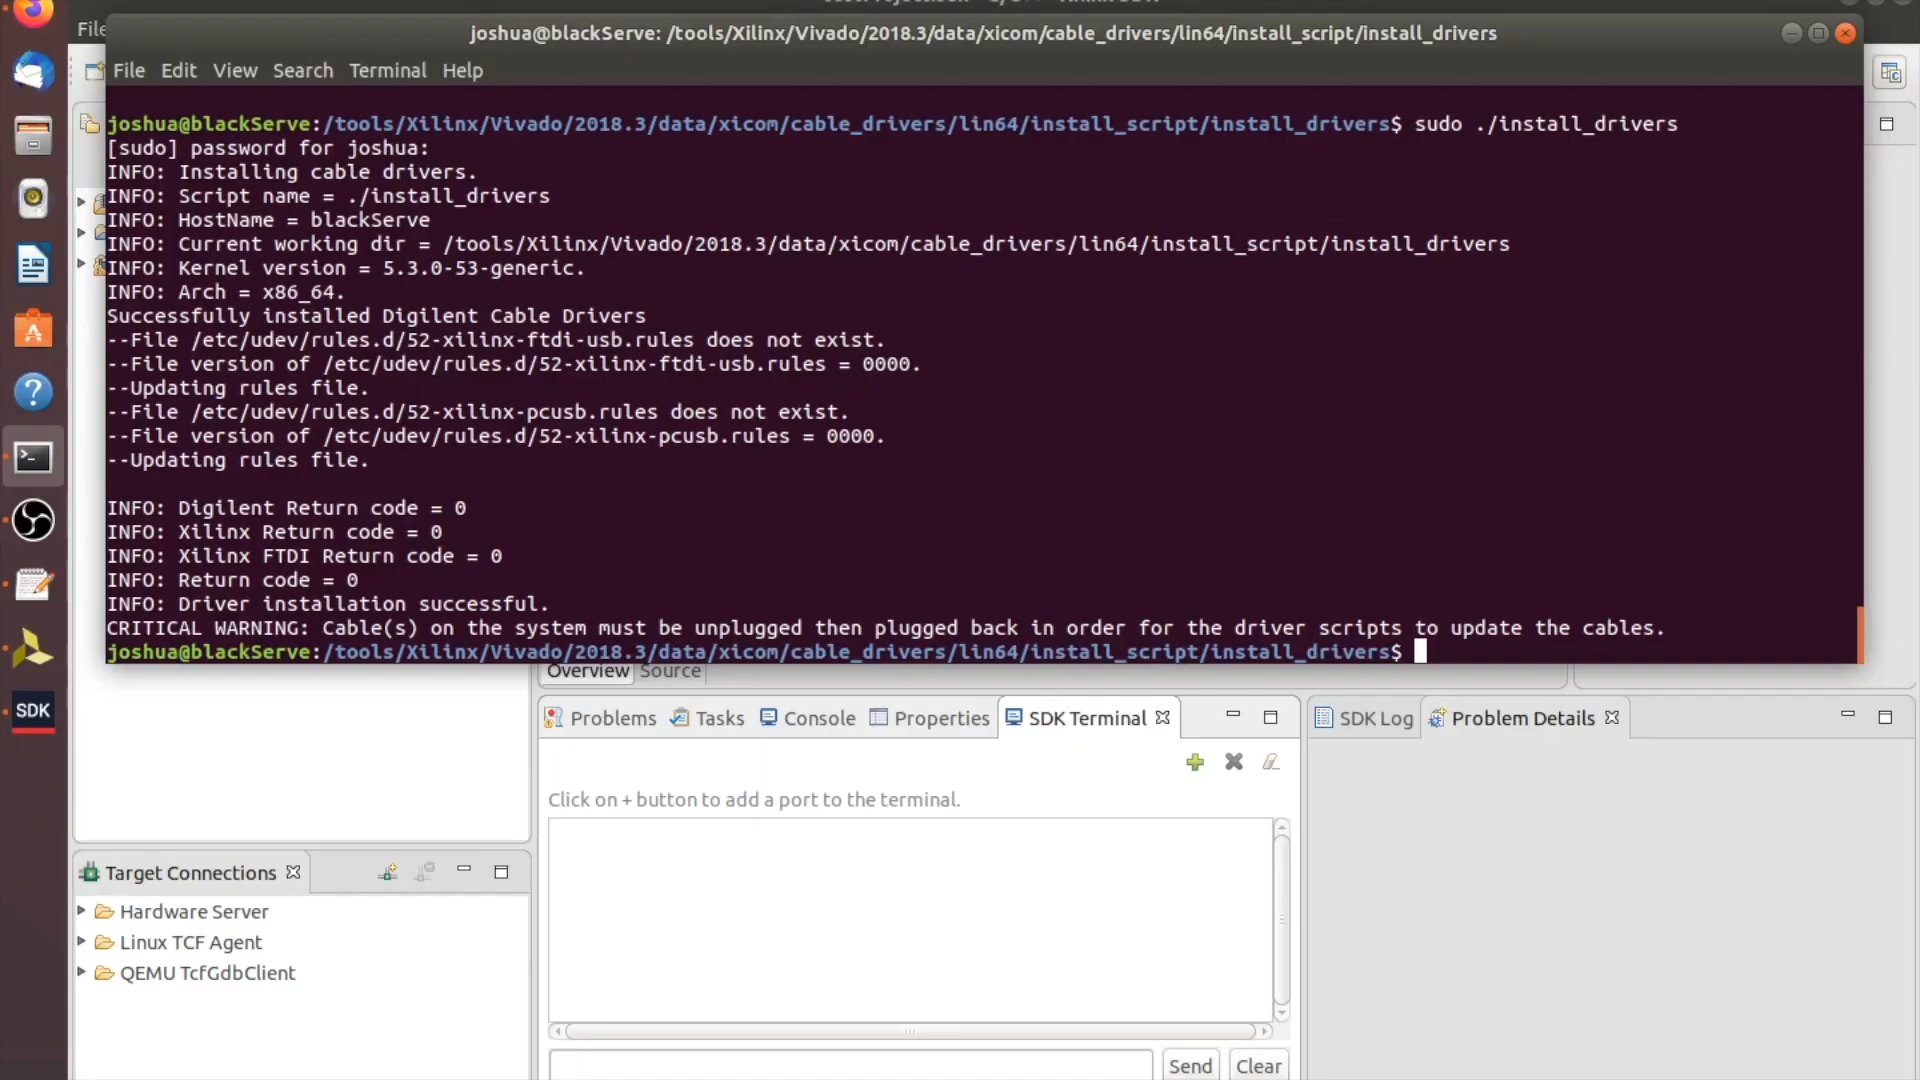 joshua@blackServe: /tools/Xilinx/Vivado/2018.3/data/xicom/cable_drivers/lin64/install_script/install_drivers
File
File Edit View Search Terminal Help
joshua@blackServe:/tools/Xilinx/Vivado/2018.3/data/xicom/cable_drivers/lin64/install_script/install_drivers$ sudo ./install_drivers
[sudo] password for joshua:
INFO: Installing cable drivers.
INFO: Script name = ./install_drivers
INFO: HostName = blackServe
INFO: Current working dir = /tools/Xilinx/Vivado/2018.3/data/xicom/cable_drivers/lin64/install_script/install_drivers
INFO: Kernel version = 5.3.0-53-generic.
INFO: Arch = x86_64.
Successfully installed Digilent Cable Drivers
--File /etc/udev/rules.d/52-xilinx-ftdi-usb.rules does not exist.
--File version of /etc/udev/rules.d/52-xilinx-ftdi-usb.rules = 0000.
--Updating rules file.
--File /etc/udev/rules.d/52-xilinx-pcusb.rules does not exist.
--File version of /etc/udev/rules.d/52-xilinx-pcusb.rules = 0000.
--Updating rules file.
INFO: Digilent Return code = 0
INFO: Xilinx Return code = 0
INFO: Xilinx FTDI Return code = 0
INFO: Return code = 0
INFO: Driver installation successful.
CRITICAL WARNING: Cable(s) on the system must be unplugged then plugged back in order for the driver scripts to update the cables.
joshua@blackServe:/tools/Xilinx/Vivado/2018.3/data/xicom/cable_drivers/lin64/install_script/install_drivers$
Overview Source
SDK
Problems Tasks Console Properties SDK Terminal
SDK Log Problem Details
Click on + button to add a port to the terminal.
Target Connections
Hardware Server
Linux TCF Agent
QEMU TcfGdbClient
Send Clear